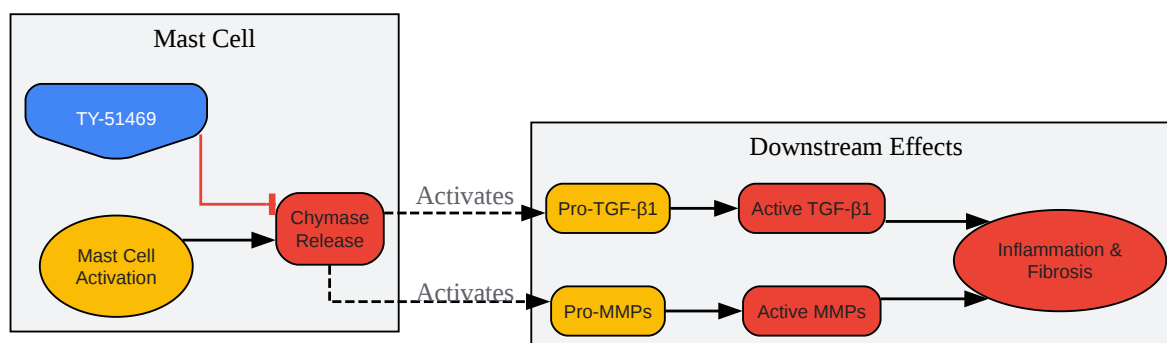 Mast Cell
TY-51469
Mast Cell
Activation
Chymase
Release
Activates
Activates
Downstream Effects
Pro-TGF-β1
Active TGF-β1
Pro-MMPs
Active MMPs
Inflammation &
Fibrosis